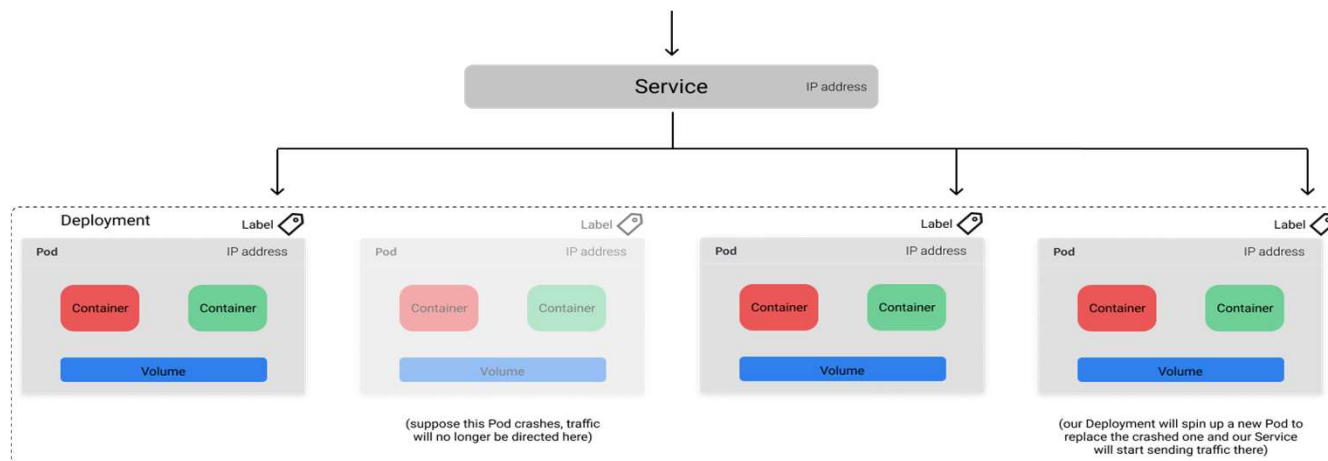 Service
IP address
Deployment
Label
Label
Label
Label
Pod
IP address
Pod
IP address
Pod
IP address
Pod
IP address
Container
Container
Container
Container
Container
Container
Container
Container
Volume
Volume
Volume
Volume
(suppose this Pod crashes, traffic
will no longer be directed here)
(our Deployment will spin up a new Pod to
replace the crashed one and our Service
will start sending traffic there)